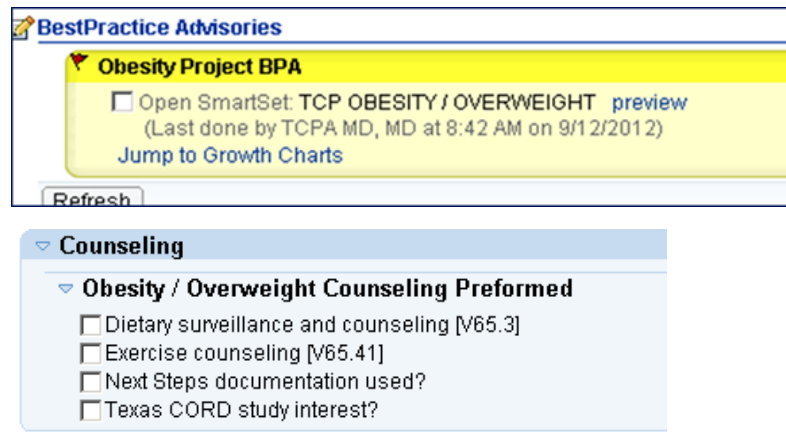 BestPractice Advisories
Obesity Project BPA
Open SmartSet: TCP OBESITY / OVERWEIGHT preview
(Last done by TCPA MD, MD at 8:42 AM on 9/12/2012)
Jump to Growth Charts
Refresh
Counseling
Obesity / Overweight Counseling Preformed
Dietary surveillance and counseling [V65.3]
Exercise counseling [V65.41]
Next Steps documentation used?
Texas CORD study interest?